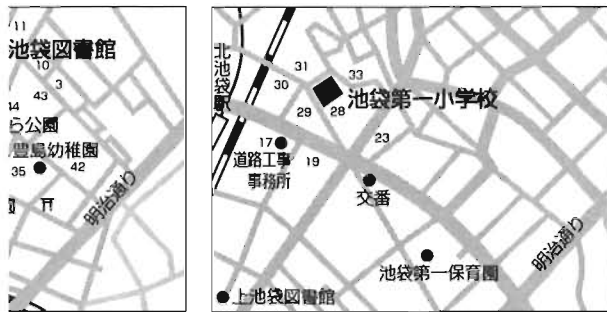 11
池袋図書館
10
3
43
44
ら公園
豊島幼稚園
35
42
明治通り
北池袋駅
31
33
30
池袋第一小学校
29
28
17
23
道路工事
事務所
19
交番
明治通り
池袋第一保育園
上池袋図書館